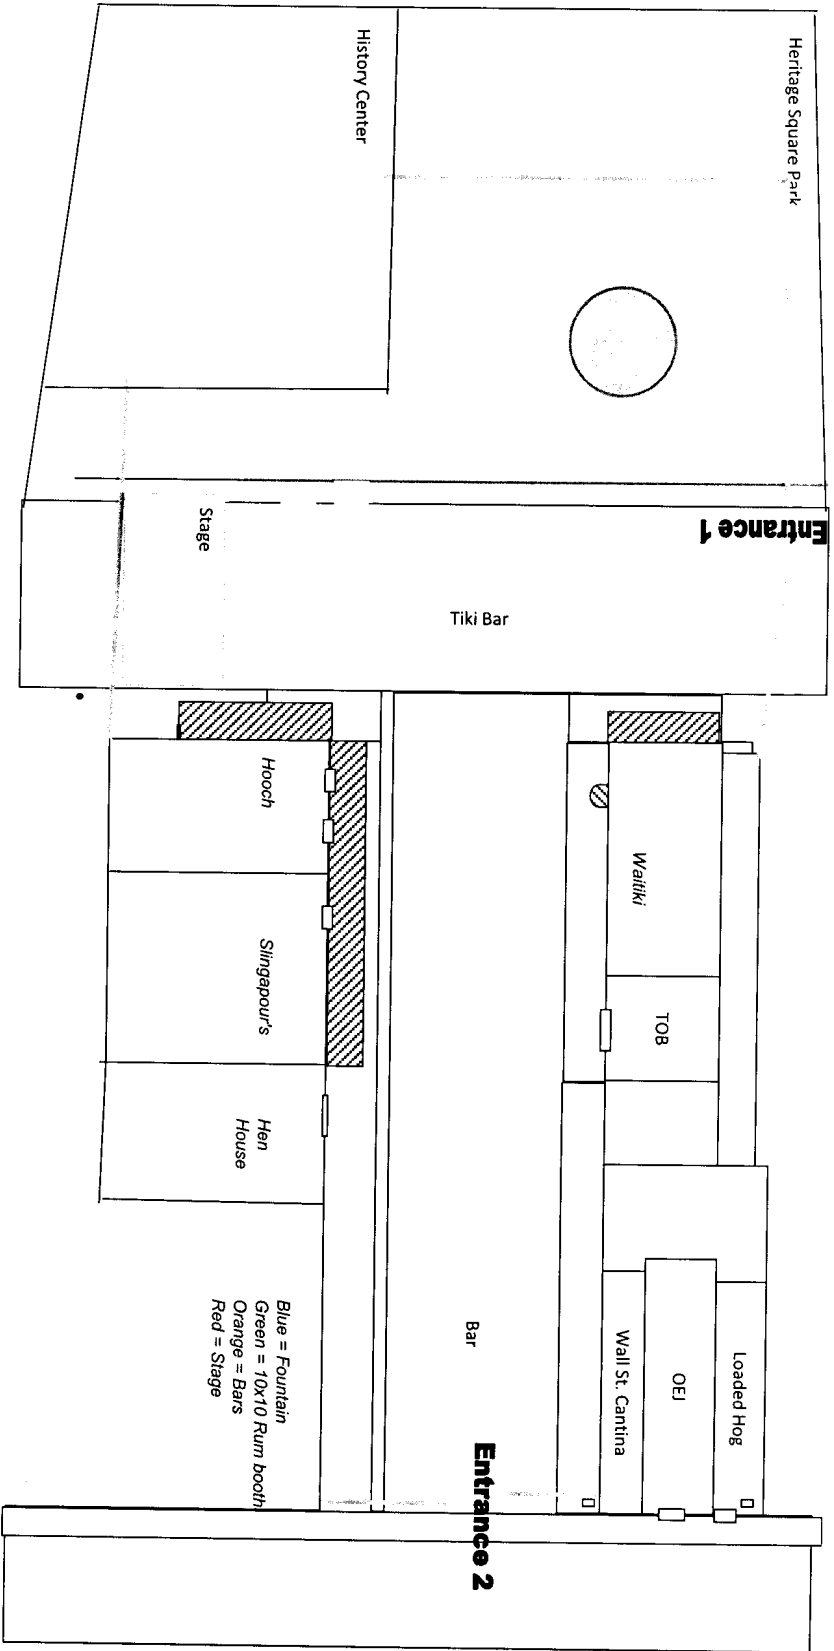 Heritage Square Park
History Center
Entrance 1
Stage
Tiki Bar
Hooch
Slingapour's
Hen
House
Waitiki
TOB
Loaded Hog
OEJ
Wall St. Cantina
Bar
Entrance 2
Blue = Fountain
Green = 10x10 Rum booth
Orange = Bars
Red = Stage